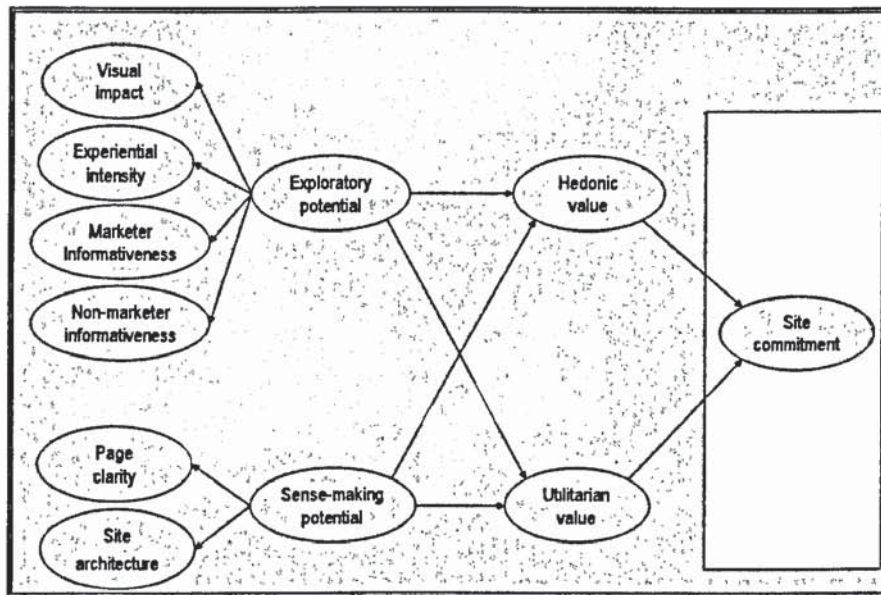 Visual
impact
Experiential
intensity
Marketer
Informativeness
Non-marketer
informativeness
Exploratory
potential
Hedonic
value
Site
commitment
Page
clarity
Site
architecture
Sense-making
potential
Utilitarian
value